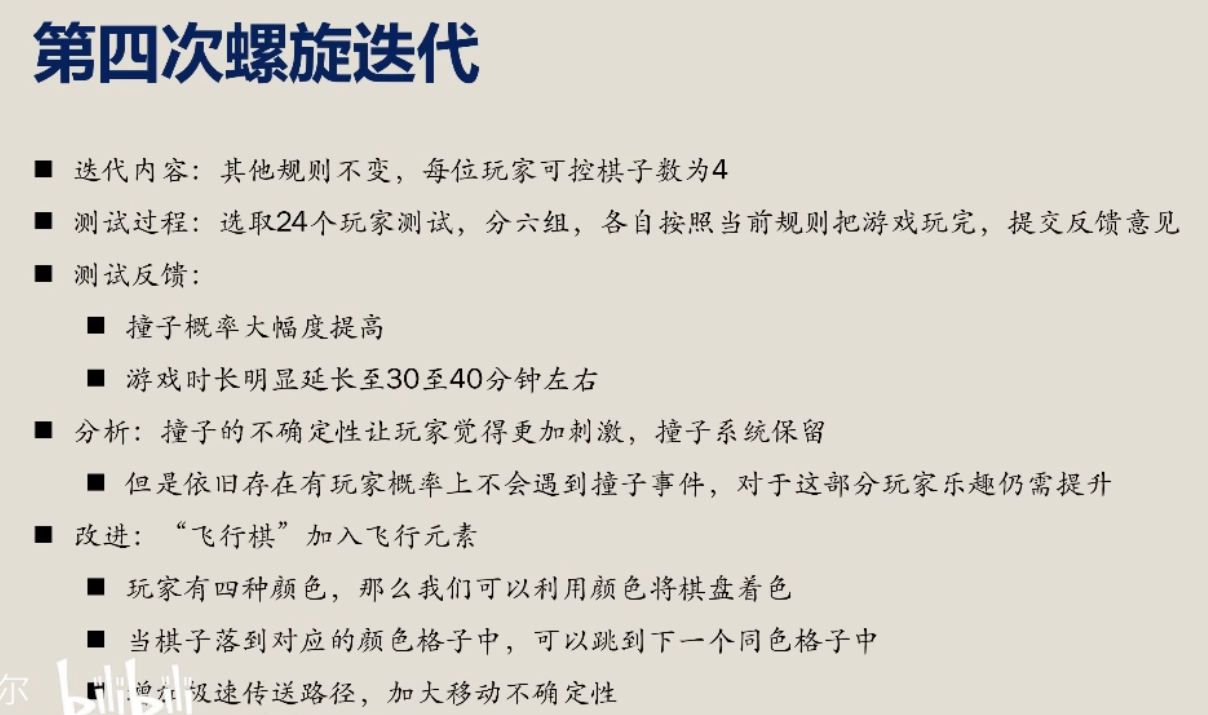 第四次螺旋迭代
■ 迭代内容：其他规则不变，每位玩家可控棋子数为4
■ 测试过程：选取24个玩家测试，分六组，各自按照当前规则把游戏玩完，提交反馈意见
■ 测试反馈：
■ 撞子概率大幅度提高
■ 游戏时长明显延长至30至40分钟左右
■ 分析：撞子的不确定性让玩家觉得更加刺激，撞子系统保留
■ 但是依旧存在有玩家概率上不会遇到撞子事件，对于这部分玩家乐趣仍需提升
■ 改进：“飞行棋”加入飞行元素
■ 玩家有四种颜色，那么我们可以利用颜色将棋盘着色
■ 当棋子落到对应的颜色格子中，可以跳到下一个同色格子中
■ 增加极速传送路径，加大移动不确定性
尔 bilibili